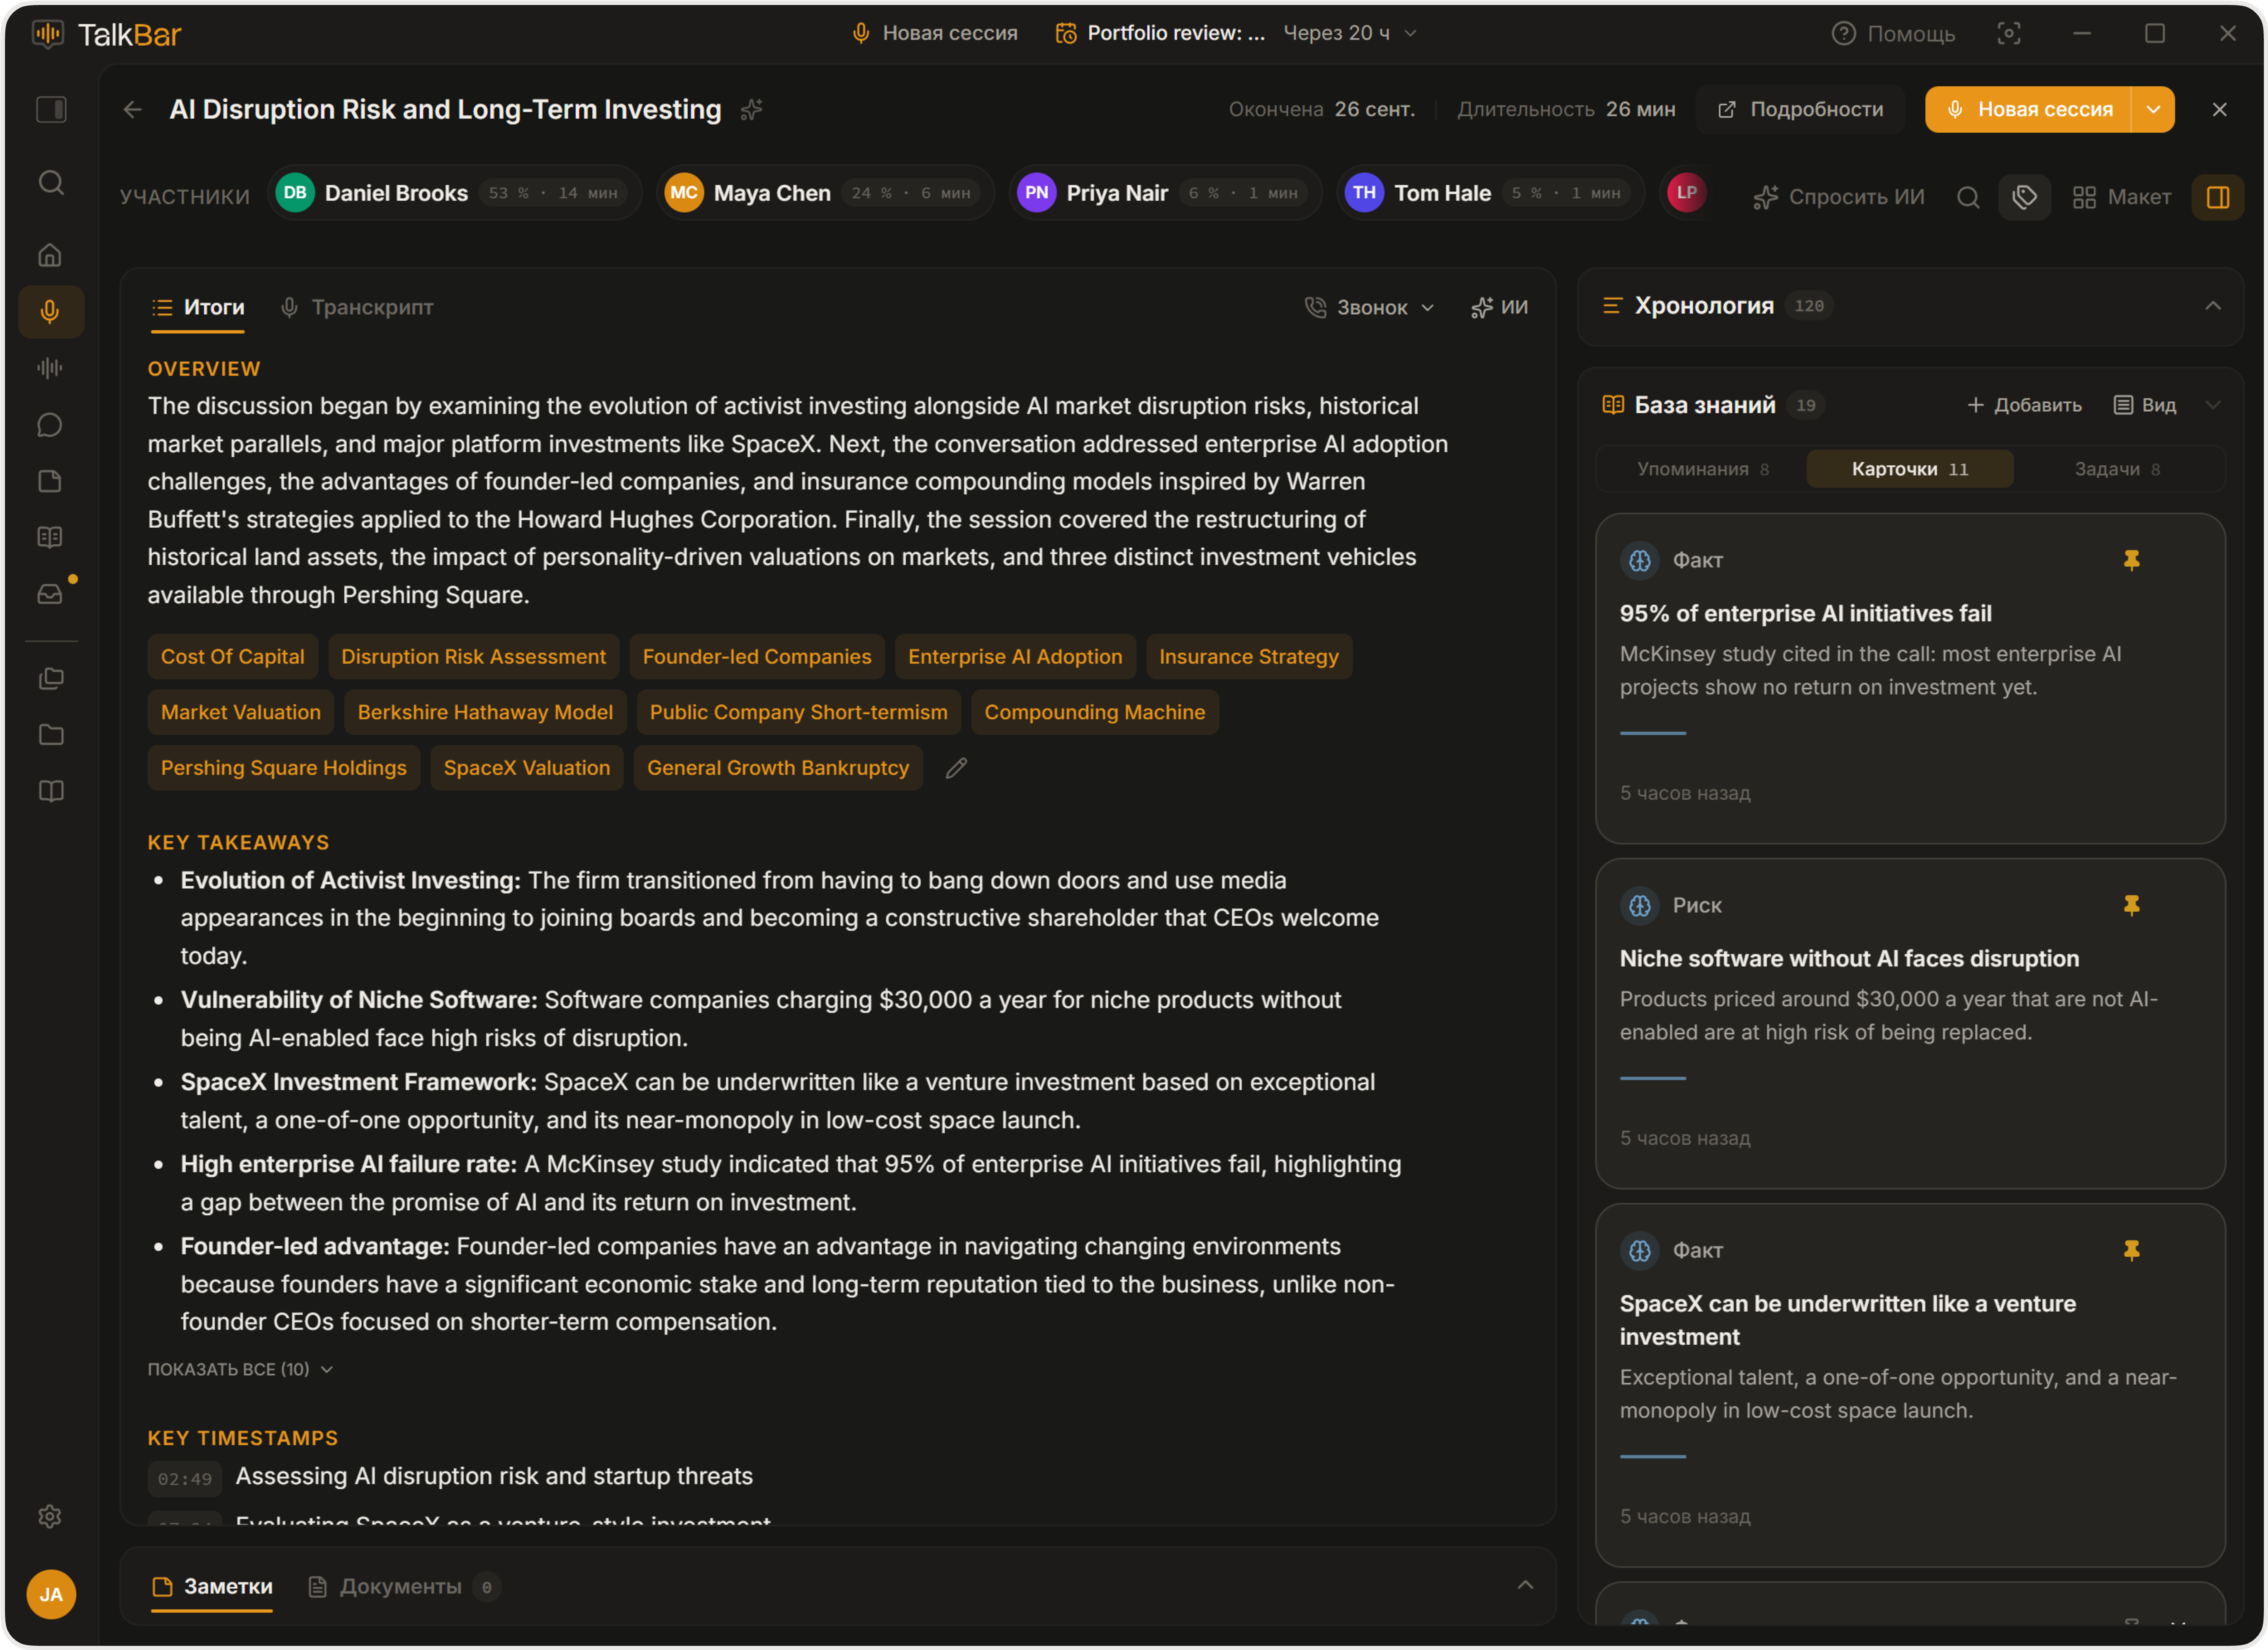 TalkBar
Новая сессия
Portfolio review: ...
Через 20 ч
Помощь
AI Disruption Risk and Long-Term Investing
Окончена 26 сент.
Длительность 26 мин
Подробности
Новая сессия
УЧАСТНИКИ
DB Daniel Brooks 53 % · 14 мин
MC Maya Chen 24 % · 6 мин
PN Priya Nair 6 % · 1 мин
TH Tom Hale 5 % · 1 мин
LP
Спросить ИИ
Макет
Итоги
Транскрипт
Звонок
ИИ
OVERVIEW
The discussion began by examining the evolution of activist investing alongside AI market disruption risks, historical
market parallels, and major platform investments like SpaceX. Next, the conversation addressed enterprise AI adoption
challenges, the advantages of founder-led companies, and insurance compounding models inspired by Warren
Buffett's strategies applied to the Howard Hughes Corporation. Finally, the session covered the restructuring of
historical land assets, the impact of personality-driven valuations on markets, and three distinct investment vehicles
available through Pershing Square.
Cost Of Capital
Disruption Risk Assessment
Founder-led Companies
Enterprise AI Adoption
Insurance Strategy
Market Valuation
Berkshire Hathaway Model
Public Company Short-termism
Compounding Machine
Pershing Square Holdings
SpaceX Valuation
General Growth Bankruptcy
KEY TAKEAWAYS
• Evolution of Activist Investing: The firm transitioned from having to bang down doors and use media
appearances in the beginning to joining boards and becoming a constructive shareholder that CEOs welcome
today.
• Vulnerability of Niche Software: Software companies charging $30,000 a year for niche products without
being AI-enabled face high risks of disruption.
• SpaceX Investment Framework: SpaceX can be underwritten like a venture investment based on exceptional
talent, a one-of-one opportunity, and its near-monopoly in low-cost space launch.
• High enterprise AI failure rate: A McKinsey study indicated that 95% of enterprise AI initiatives fail, highlighting
a gap between the promise of AI and its return on investment.
• Founder-led advantage: Founder-led companies have an advantage in navigating changing environments
because founders have a significant economic stake and long-term reputation tied to the business, unlike non-
founder CEOs focused on shorter-term compensation.
ПОКАЗАТЬ ВСЕ (10)
KEY TIMESTAMPS
02:49 Assessing AI disruption risk and startup threats
Evaluating SpaceX as a venture-style investment
Заметки
Документы 0
JA
Хронология 120
База знаний 19
Добавить
Вид
Упоминания 8
Карточки 11
Задачи 8
Факт
95% of enterprise AI initiatives fail
McKinsey study cited in the call: most enterprise AI
projects show no return on investment yet.
5 часов назад
Риск
Niche software without AI faces disruption
Products priced around $30,000 a year that are not AI-
enabled are at high risk of being replaced.
5 часов назад
Факт
SpaceX can be underwritten like a venture
investment
Exceptional talent, a one-of-one opportunity, and a near-
monopoly in low-cost space launch.
5 часов назад